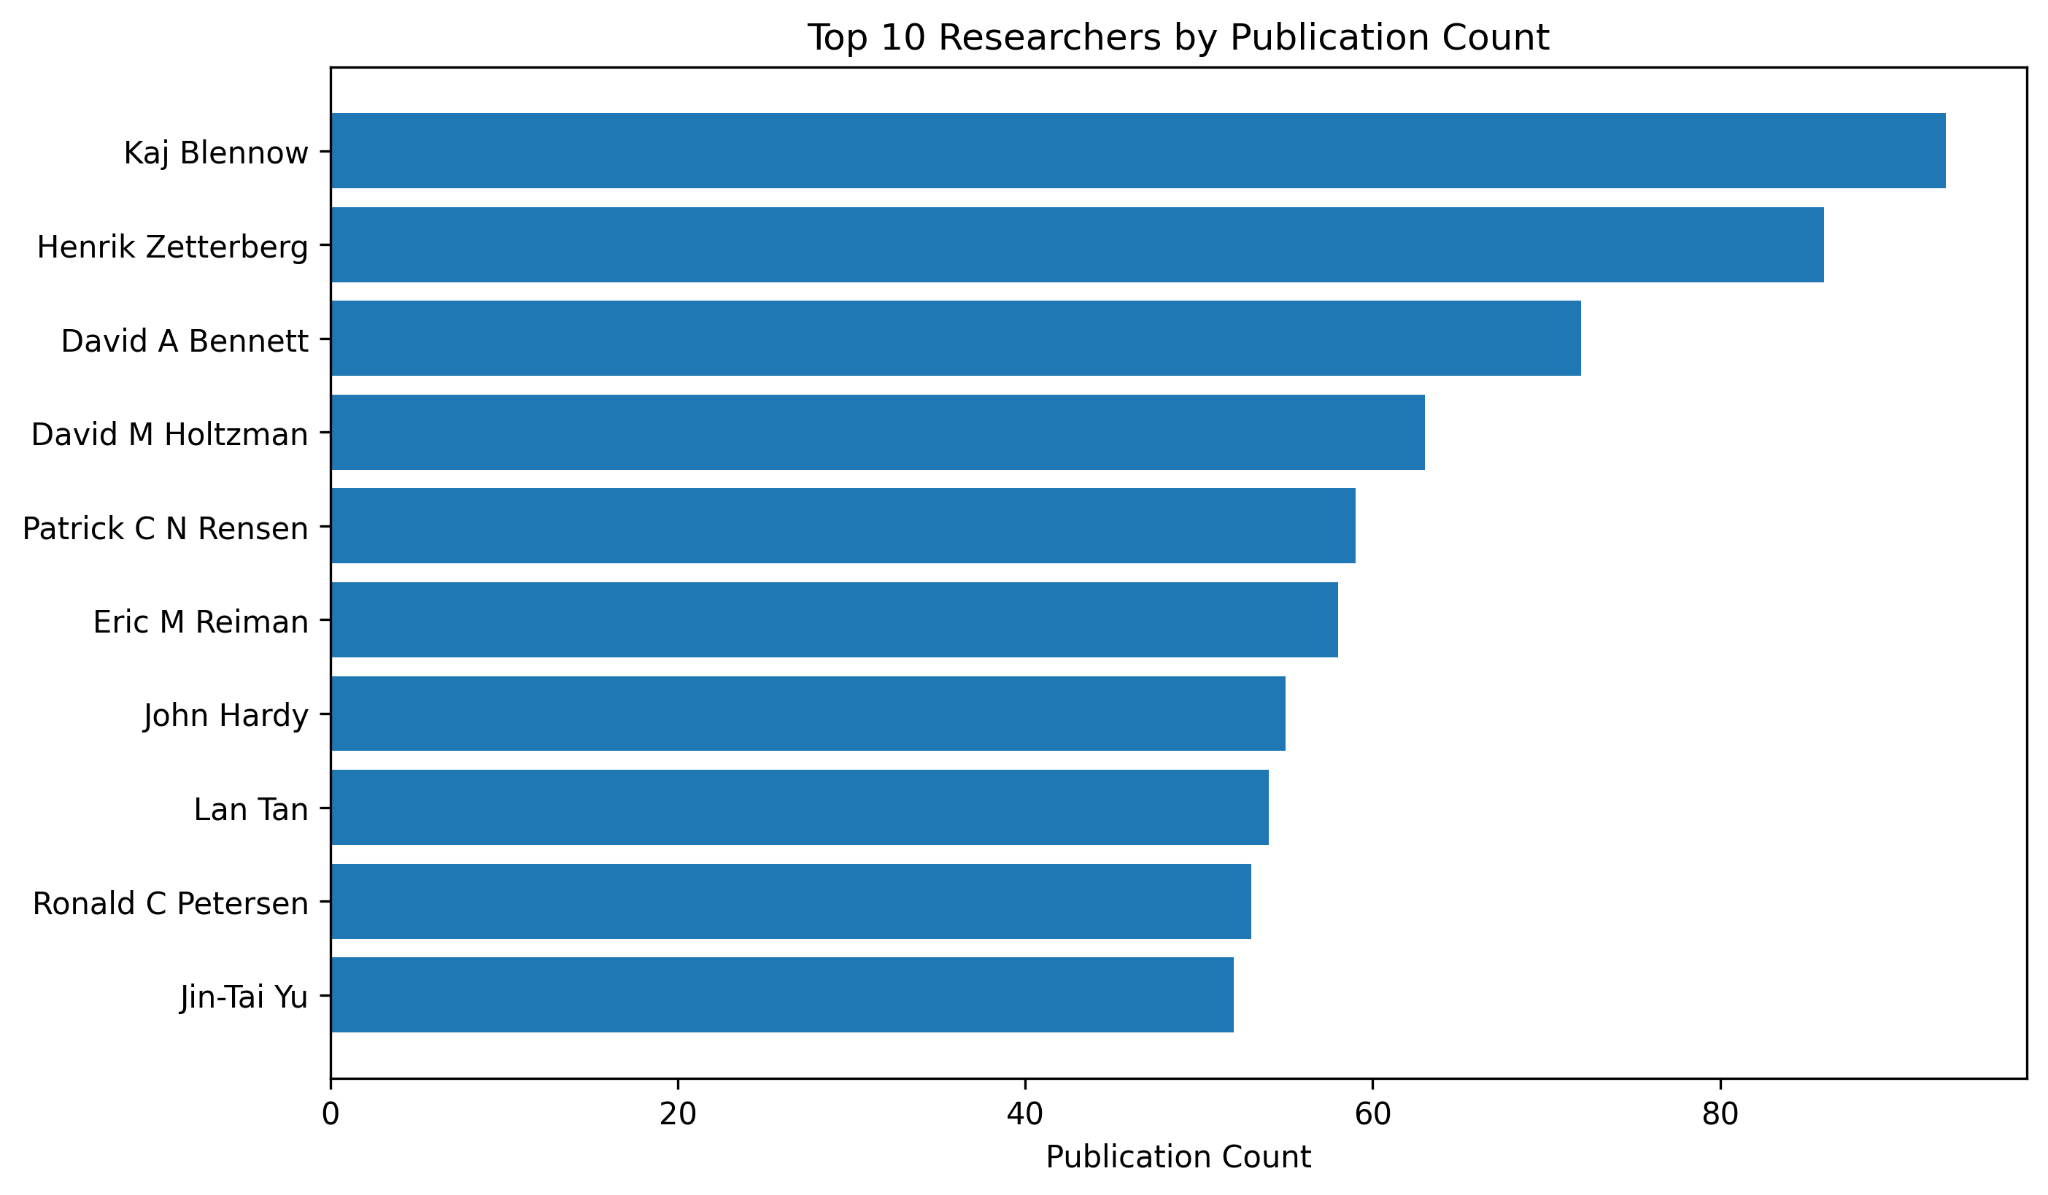 Top 10 Researchers by Publication Count
Kaj Blennow
Henrik Zetterberg
David A Bennett
David M Holtzman
Patrick C N Rensen
Eric M Reiman
John Hardy
Lan Tan
Ronald C Petersen
Jin-Tai Yu
0 20 40 60 80
Publication Count